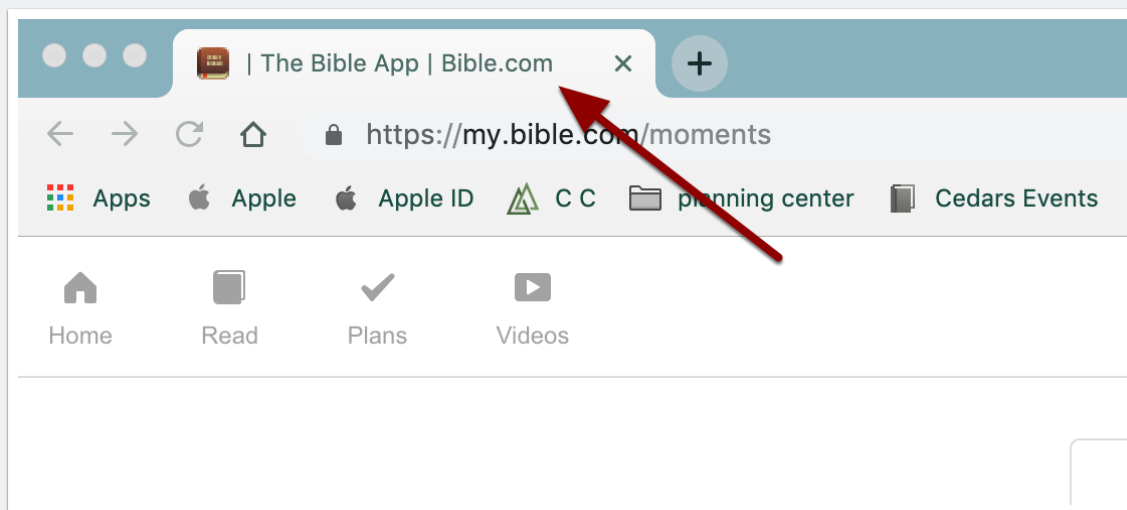 | The Bible App | Bible.com
https://my.bible.com/moments
Apps Apple Apple ID C C planning center Cedars Events
Home Read Plans Videos